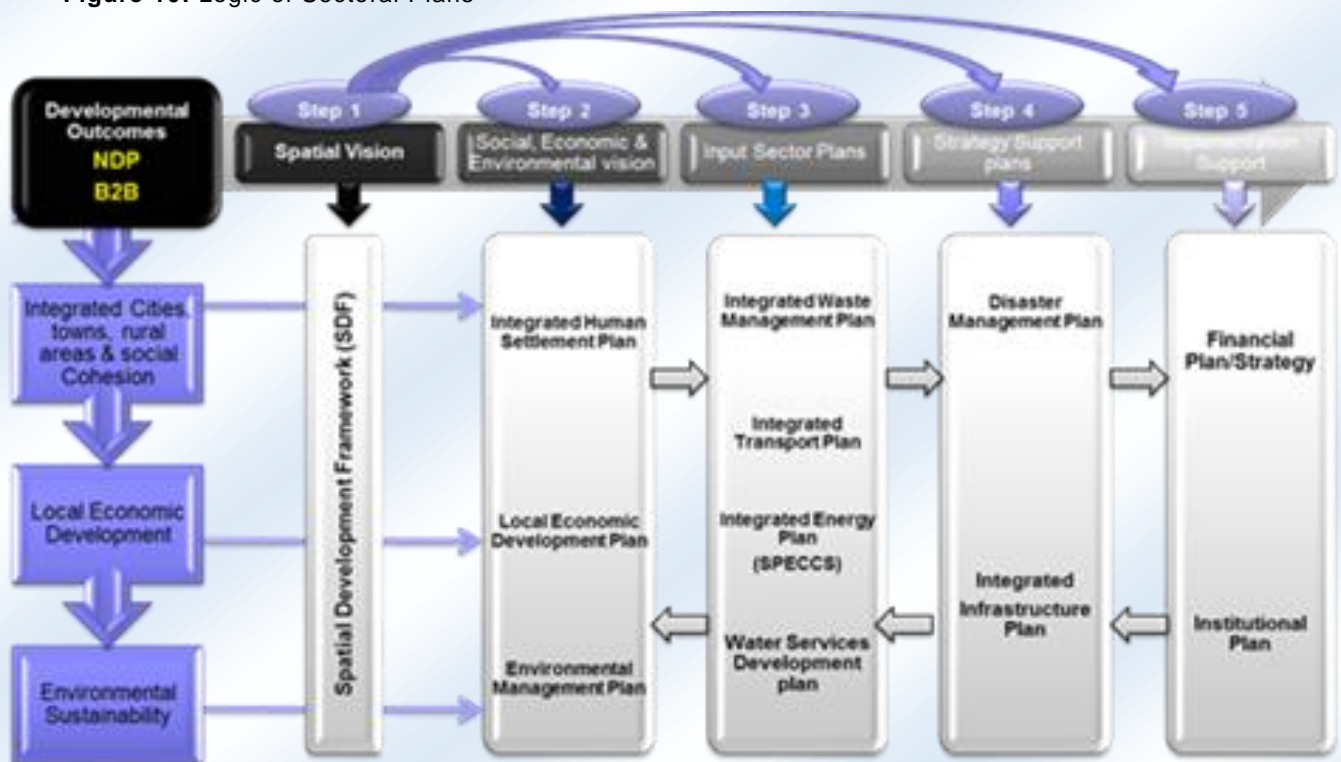 Figure 10: Logic of Sectoral Plans
Developmental
Outcomes
NDP
B2B
Step 1
Step 2
Step 3
Step 4
Step 5
Spatial Vision
Social, Economic &
Environmental vision
Input Sector Plans
Strategy Support
plans
Implementation
Support
Integrated Cities
towns, rural
areas & social
Cohesion
Local Economic
Development
Environmental
Sustainability
Spatial Development Framework (SDF)
Integrated Human
Settlement Plan
Local Economic
Development Plan
Environmental
Management Plan
Integrated Waste
Management Plan
Integrated
Transport Plan
Integrated Energy
Plan
(SPECCS)
Water Services
Development
plan
Disaster
Management Plan
Integrated
Infrastructure
Plan
Financial
Plan/Strategy
Institutional
Plan